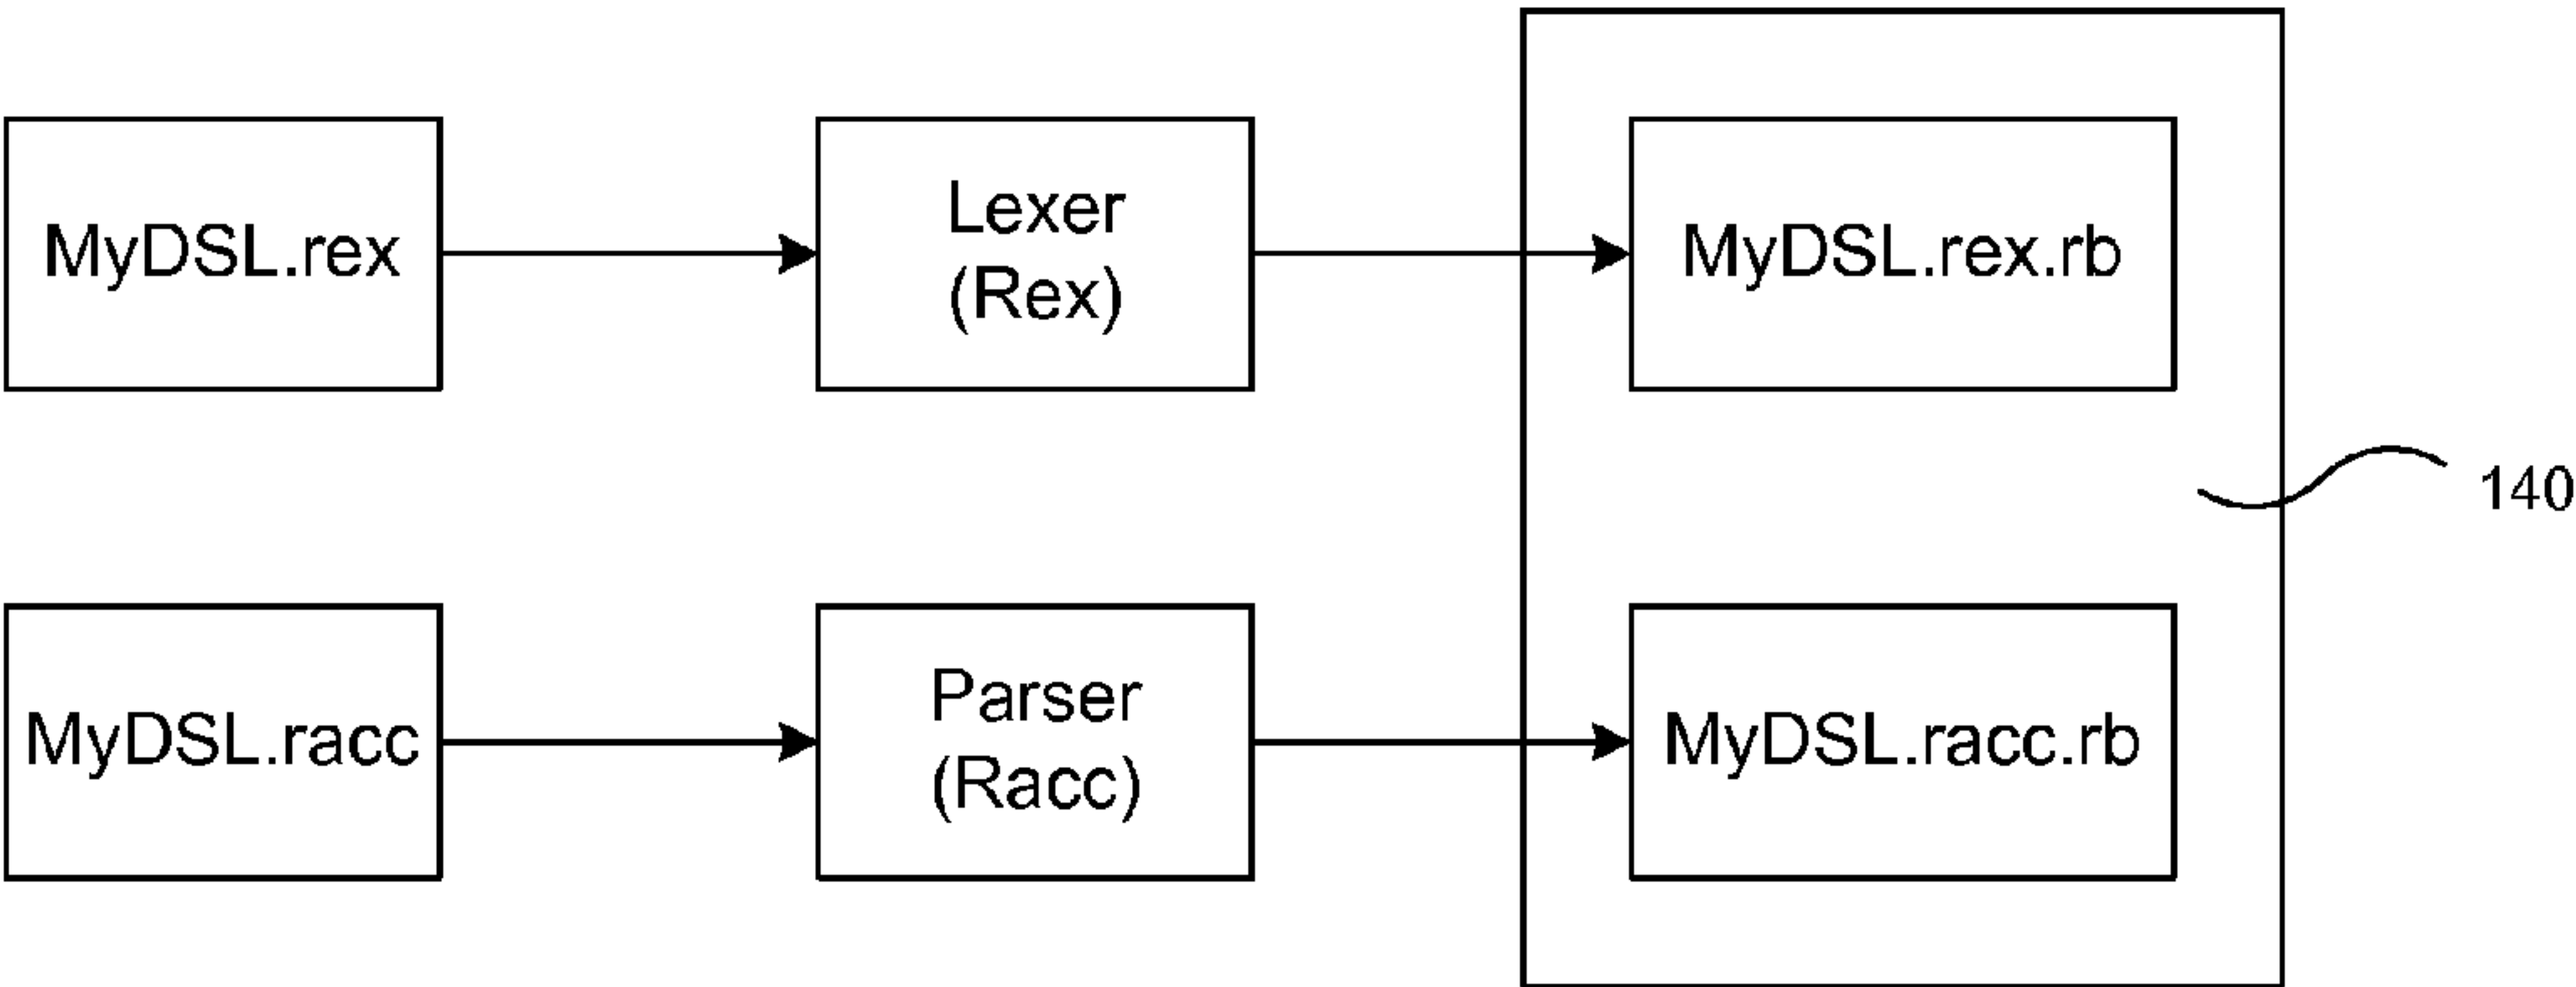 MyDSL.rex
Lexer
(Rex)
MyDSL.rex.rb
140
MyDSL.racc
Parser
(Racc)
MyDSL.racc.rb